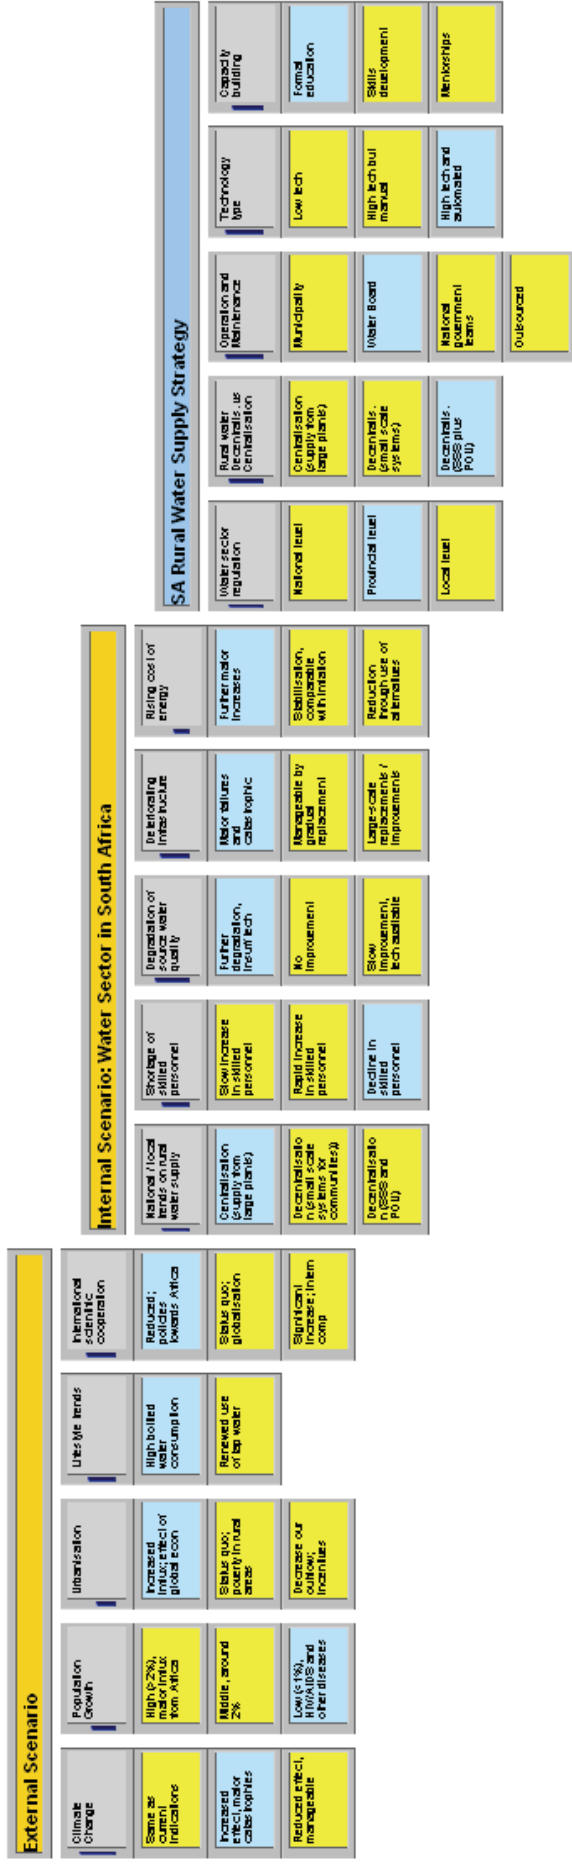 External Scenario
Climate
Change
Same as
current
indications
Increased
effect, major
catastrophies
Reduced effect,
manageable
Population
Growth
High (>2%),
major influx
from Africa
Middle, around
2%
Low (<1%),
HIV/AIDS and
other diseases
Urbanisation
Increased
influx; effect of
global econ
Status quo;
poverty in rural
areas
Decrease our
outflow;
incentives
Lifestyle trends
High bottled
water
consumption
Renewed use
of tap water
International
scientific
cooperation
Reduced;
policies
towards Africa
Status quo;
globalisation
Significant
increase; intern
comp
Internal Scenario: Water Sector in South Africa
National / local
trends on rural
water supply
Centralisation
(supply from
large plants)
Decentralisatio
n (small scale
systems for
communities))
Decentralisatio
n (SSS and
POU)
Shortage of
skilled
personnel
Slow increase
in skilled
personnel
Rapid increase
in skilled
personnel
Decline in
skilled
personnel
Degradation of
source water
quality
Further
degradation,
insuff tech
No
improvement
Slow
improvement,
tech available
Deteriorating
infrastructure
Major failures
and
catastrophic
Manageable by
gradual
replacement
Large-scale
replacements /
improvements
Rising cost of
energy
Further major
increases
Stabilisation,
comparable
with inflation
Reduction
through use of
alternatives
SA Rural Water Supply Strategy
Water sector
regulation
National level
Provincial level
Local level
Rural water
Decentralis. vs
Centralisation
Centralisation
(supply from
large plants)
Decentralis.
(small scale
systems)
Decentralis.
(SSS plus
POU)
Operation and
Maintenance
Municipality
Water Board
National
government
teams
Outsourced
Technology
type
Low tech
High tech but
manual
High tech and
automated
Capacity
building
Formal
education
Skills
development
Mentorships